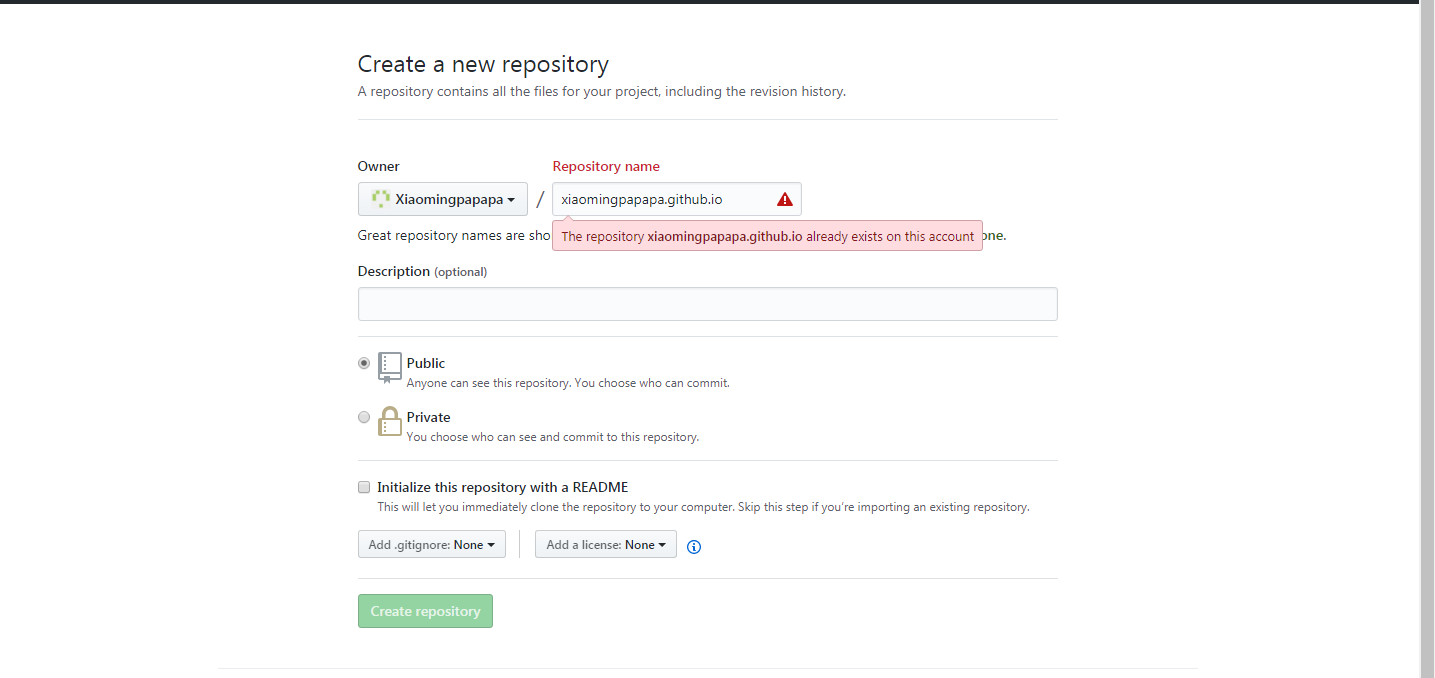 Create a new repository
A repository contains all the files for your project, including the revision history.
Owner
Repository name
Xiaomingpapapa / xiaomingpapapa.github.io
Great repository names are
The repository xiaomingpapapa.github.io already exists on this account
Description (optional)
Public
Anyone can see this repository. You choose who can commit.
Private
You choose who can see and commit to this repository.
Initialize this repository with a README
This will let you immediately clone the repository to your computer. Skip this step if you're importing an existing repository.
Add .gitignore: None
Add a license: None
Create repository